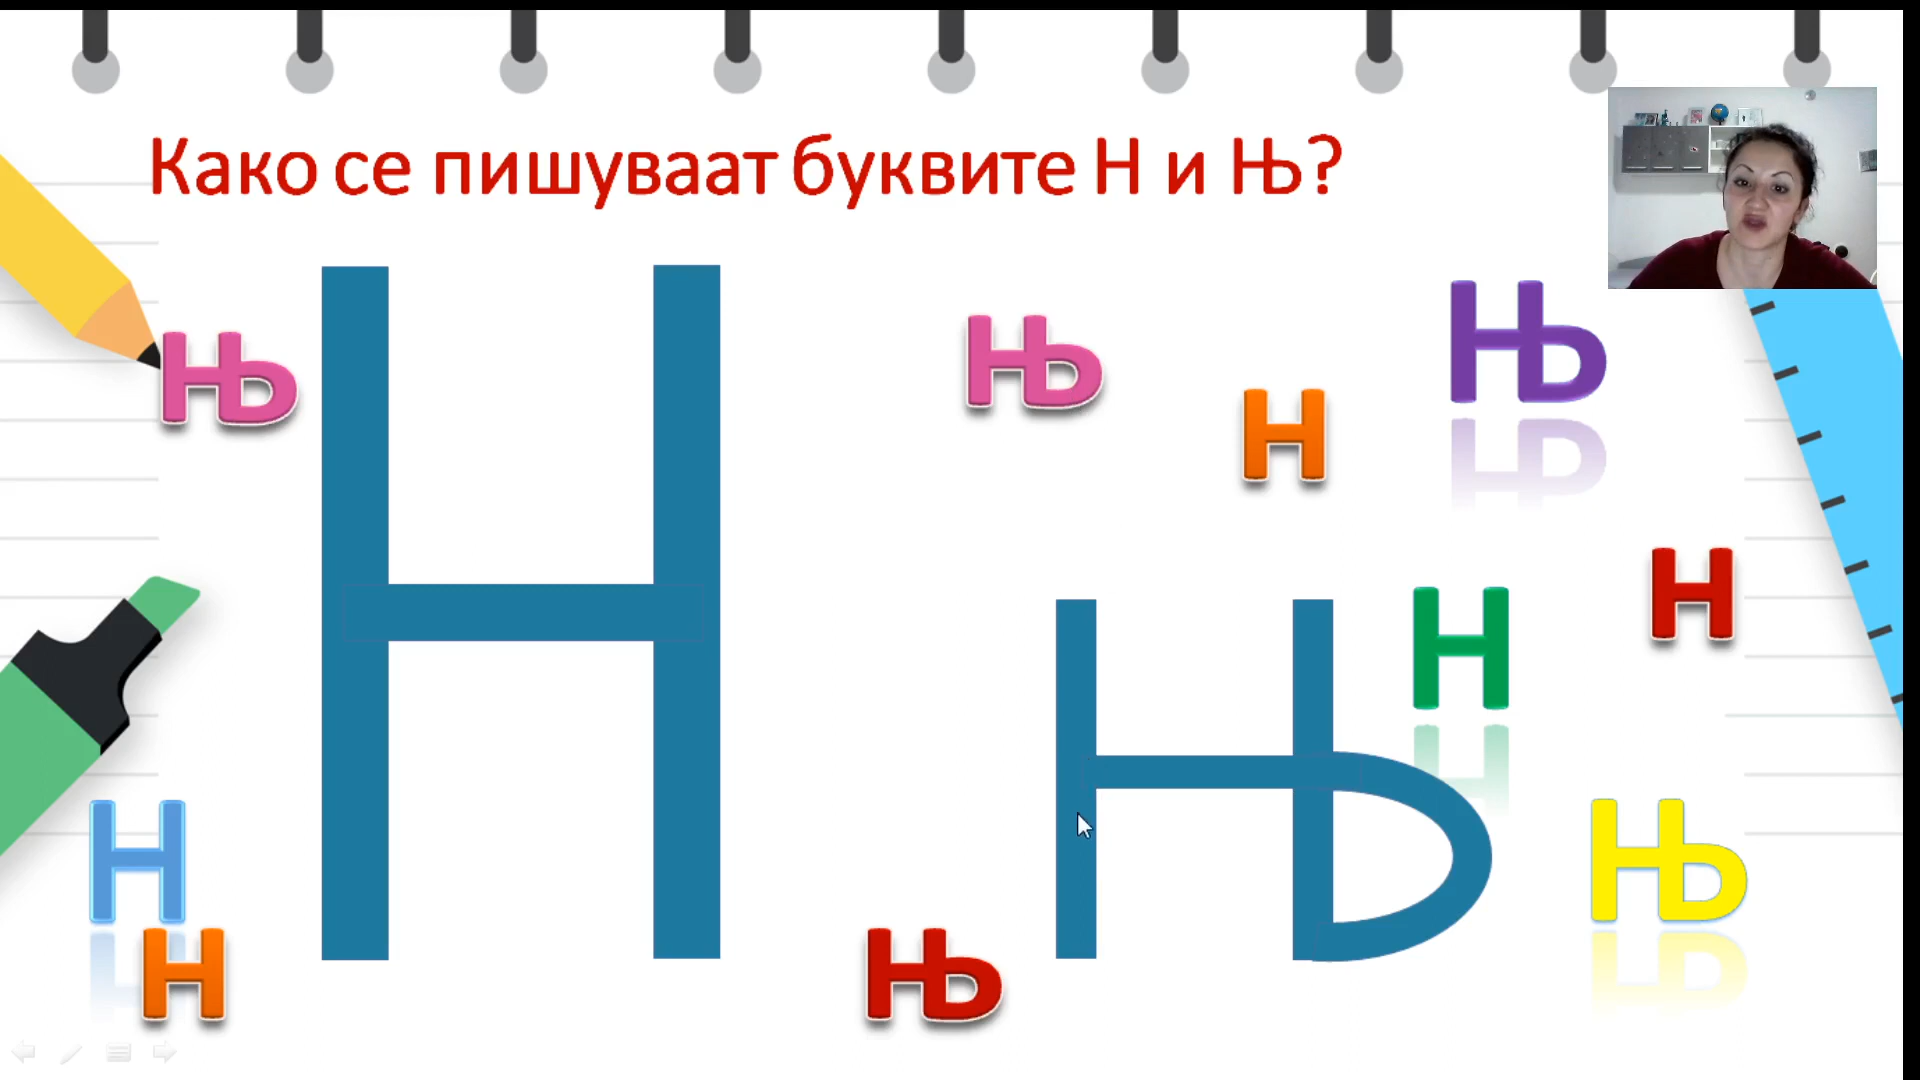 Како се пишуваат буквите Н и Њ?
Н
Њ
Њ
Њ
Н
Њ
Н
Н
Н
Н
Њ
Њ